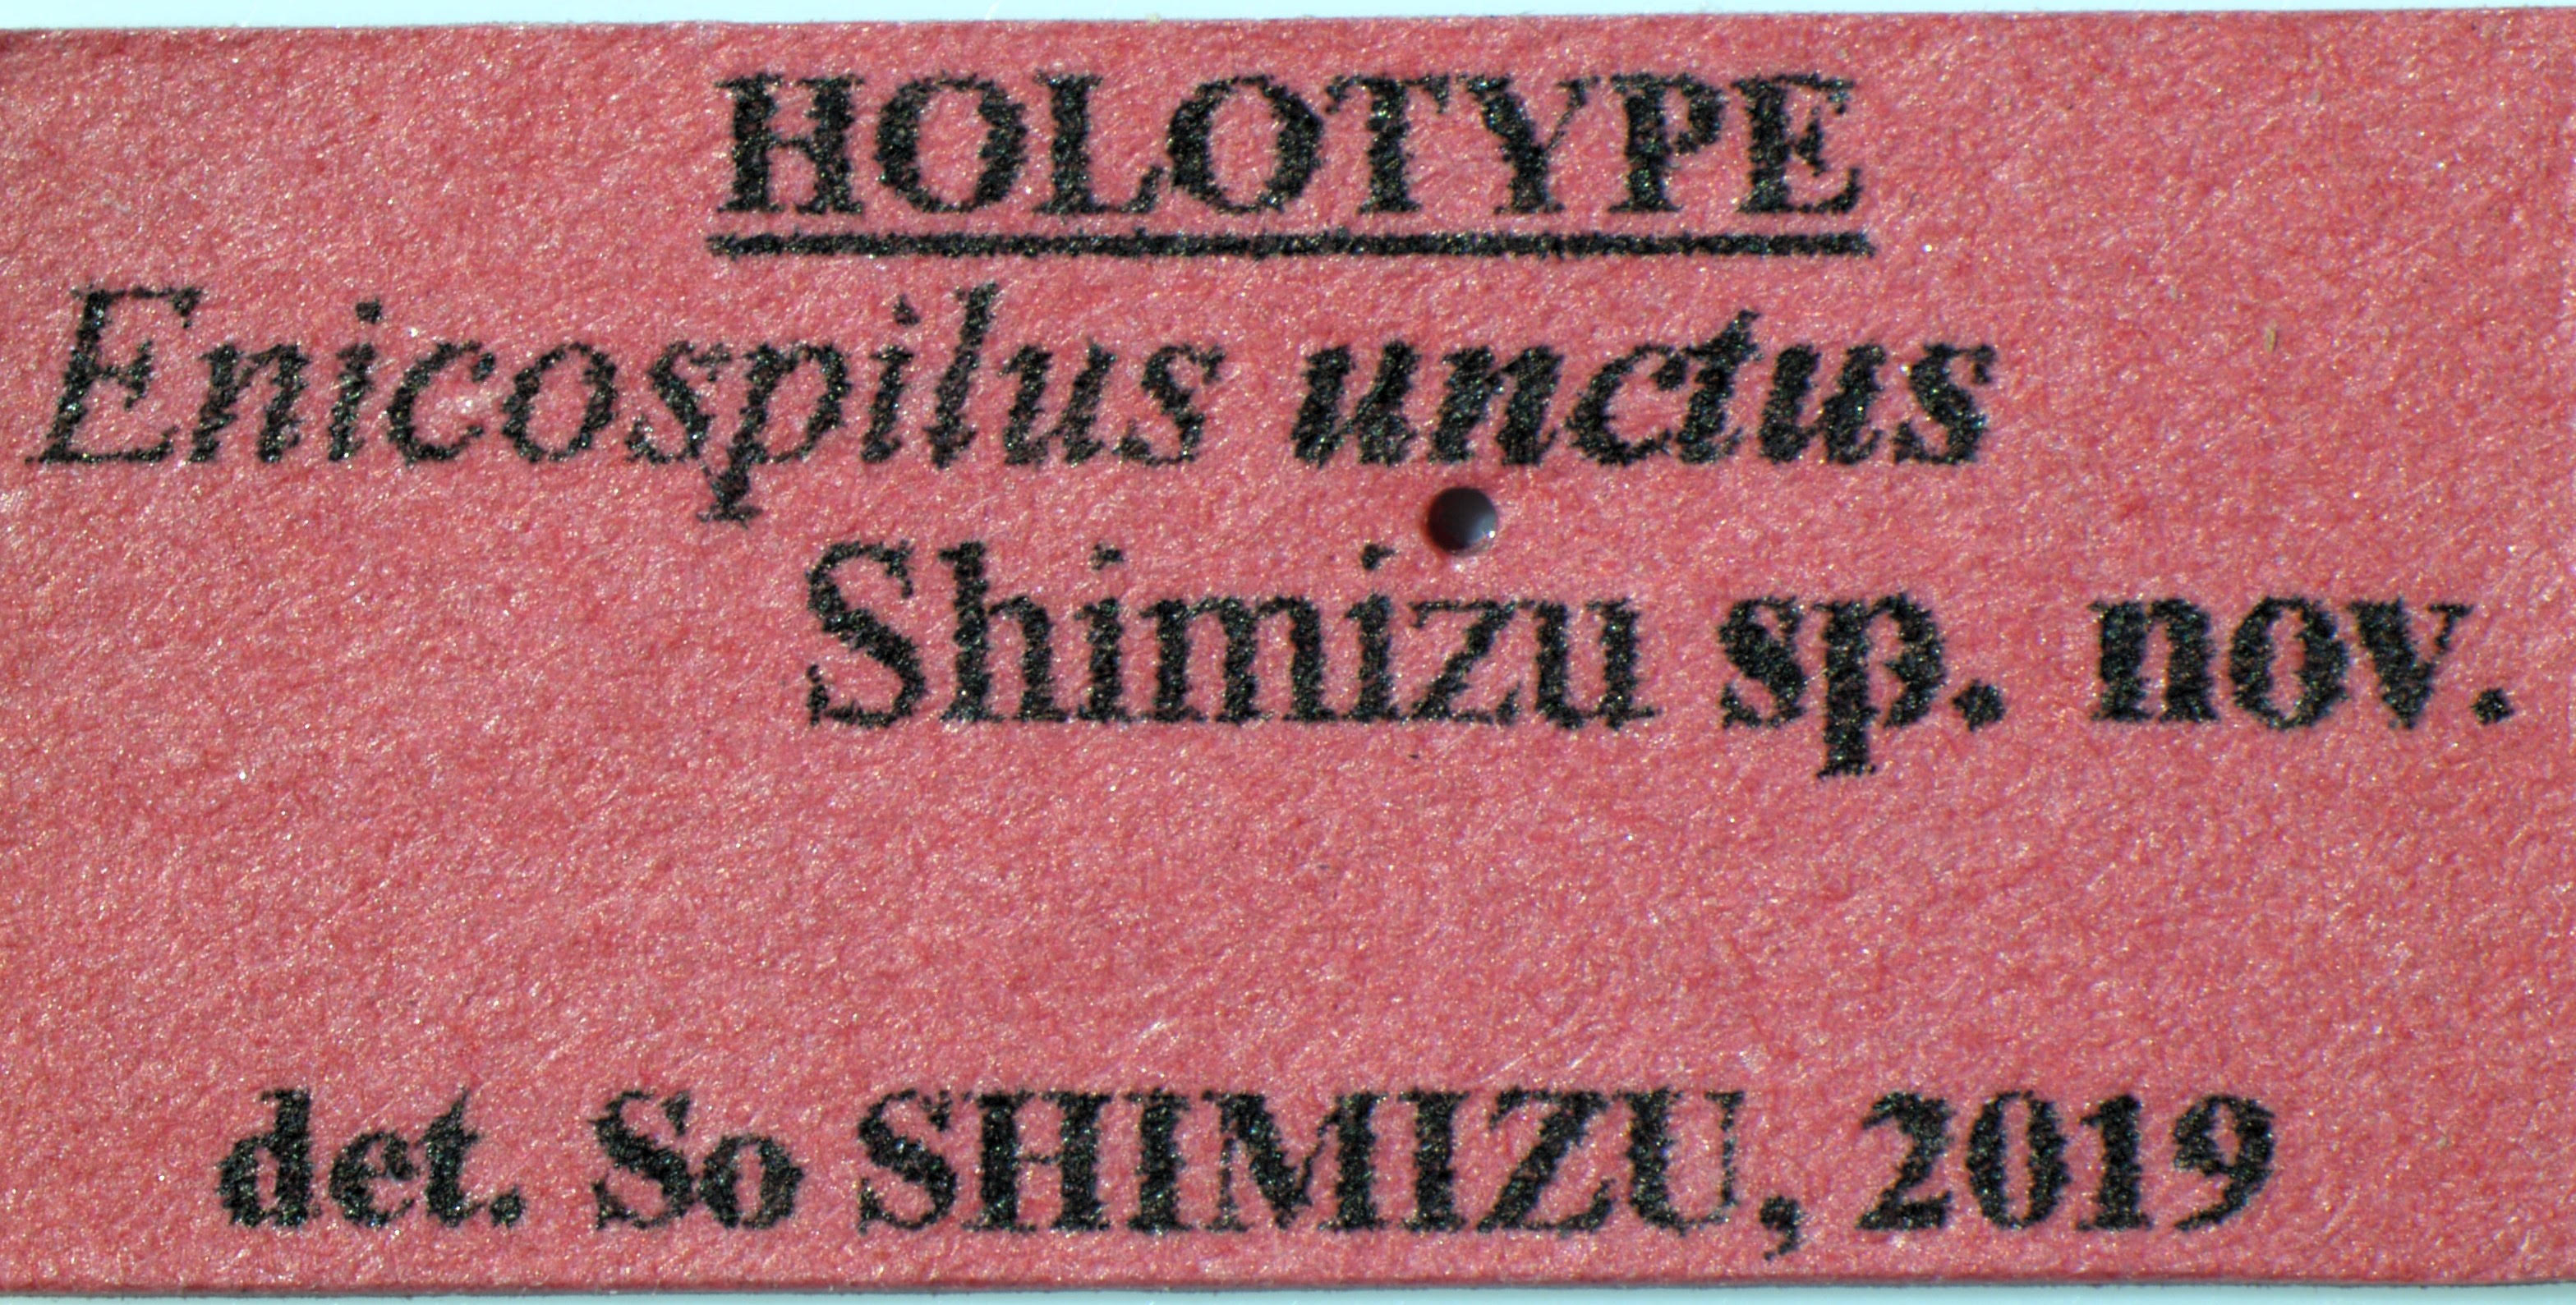 HOLOTYPE
Enicospilus unctus
Shimizu sp. nov.
det. So SHIMIZU, 2019